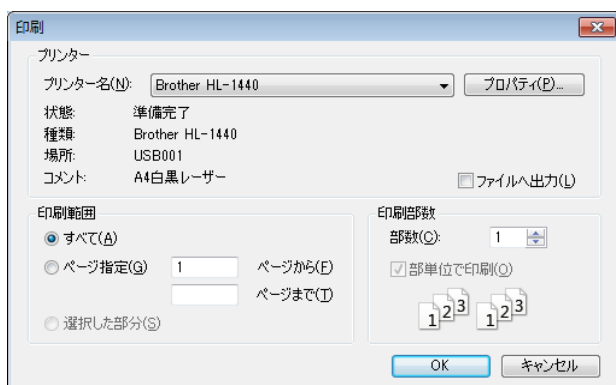 印刷
プリンター
プリンター名(N): Brother HL-1440 プロパティ(P)...
状態: 準備完了
種類: Brother HL-1440
場所: USB001
コメント: A4白黒レーザー ファイルへ出力(L)
印刷範囲 印刷部数
すべて(A) 部数(C): 1
ページ指定(G) 1 ページから(F) 部単位で印刷(O)
ページまで(T)
選択した部分(S) 1 2 3 1 2 3
OK キャンセル